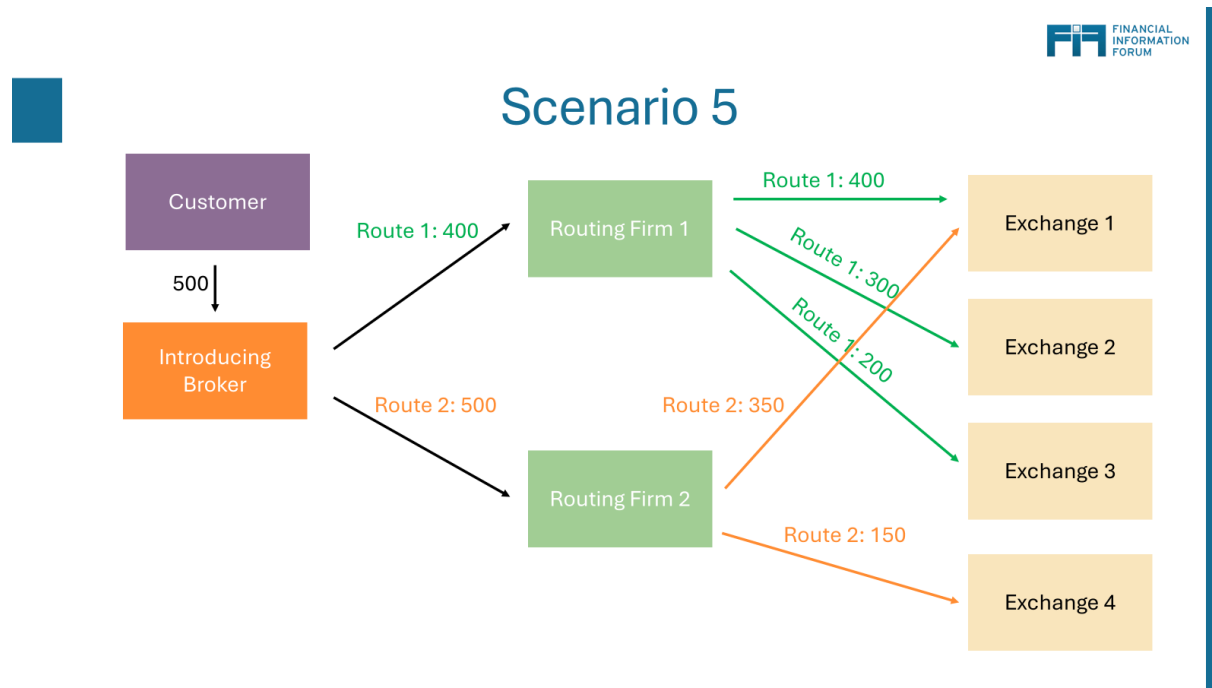 FIF
FINANCIAL
INFORMATION
FORUM
Scenario 5
Customer
500
Introducing
Broker
Route 1: 400
Route 2: 500
Routing Firm 1
Routing Firm 2
Route 1: 400
Route 1: 300
Route 1: 200
Route 2: 350
Route 2: 150
Exchange 1
Exchange 2
Exchange 3
Exchange 4